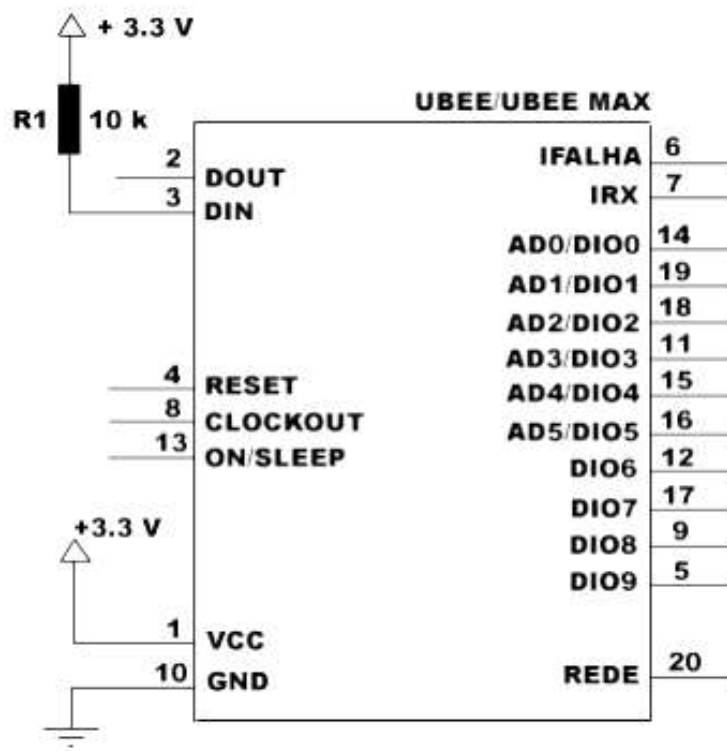 + 3.3 V
R1 10 k
UBEE/UBEE MAX
2
DOUT
3
DIN
4
RESET
8
CLOCKOUT
13
ON/SLEEP
+3.3 V
1
VCC
10
GND
IFALHA 6
IRX 7
AD0/DIO0 14
AD1/DIO1 19
AD2/DIO2 18
AD3/DIO3 11
AD4/DIO4 15
AD5/DIO5 16
DIO6 12
DIO7 17
DIO8 9
DIO9 5
REDE 20